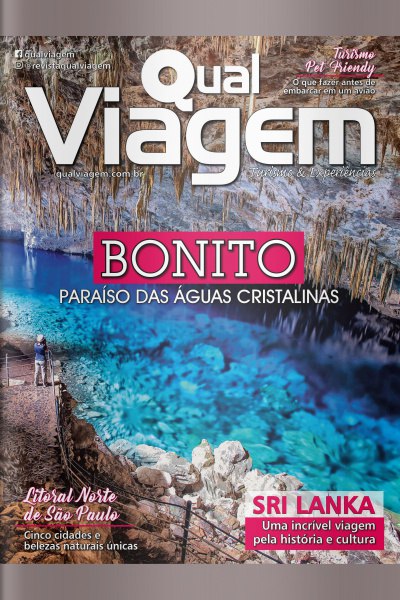 qualviagem
@revistaqualviagem
Turismo
Pet Friendly
O que fazer antes de
embarcar em um avião
Qual
Viagem
qualviagem.com.br
Turismo & Experiências
BONITO
PARAÍSO DAS ÁGUAS CRISTALINAS
Litoral Norte
de São Paulo
Cinco cidades e
belezas naturais únicas
SRI LANKA
Uma incrível viagem
pela história e cultura